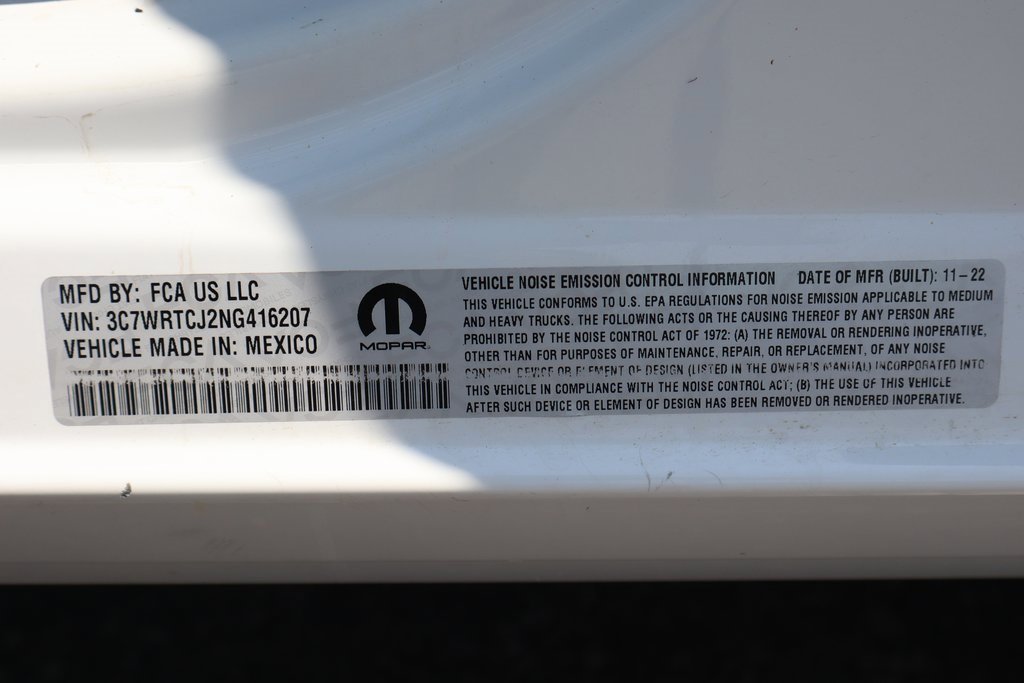 MFD BY: FCA US LLC
VIN: 3C7WRTCJ2NG416207
VEHICLE MADE IN: MEXICO
MOPAR
VEHICLE NOISE EMISSION CONTROL INFORMATION DATE OF MFR (BUILT): 11-22
THIS VEHICLE CONFORMS TO U.S. EPA REGULATIONS FOR NOISE EMISSION APPLICABLE TO MEDIUM
AND HEAVY TRUCKS. THE FOLLOWING ACTS OR THE CAUSING THEREOF BY ANY PERSON ARE
PROHIBITED BY THE NOISE CONTROL ACT OF 1972: (A) THE REMOVAL OR RENDERING INOPERATIVE,
OTHER THAN FOR PURPOSES OF MAINTENANCE, REPAIR, OR REPLACEMENT, OF ANY NOISE
CONTROL DEVICE OR ELEMENT OF DESIGN (LISTED IN THE OWNER'S MANUAL) INCORPORATED INTO
THIS VEHICLE IN COMPLIANCE WITH THE NOISE CONTROL ACT; (B) THE USE OF THIS VEHICLE
AFTER SUCH DEVICE OR ELEMENT OF DESIGN HAS BEEN REMOVED OR RENDERED INOPERATIVE.